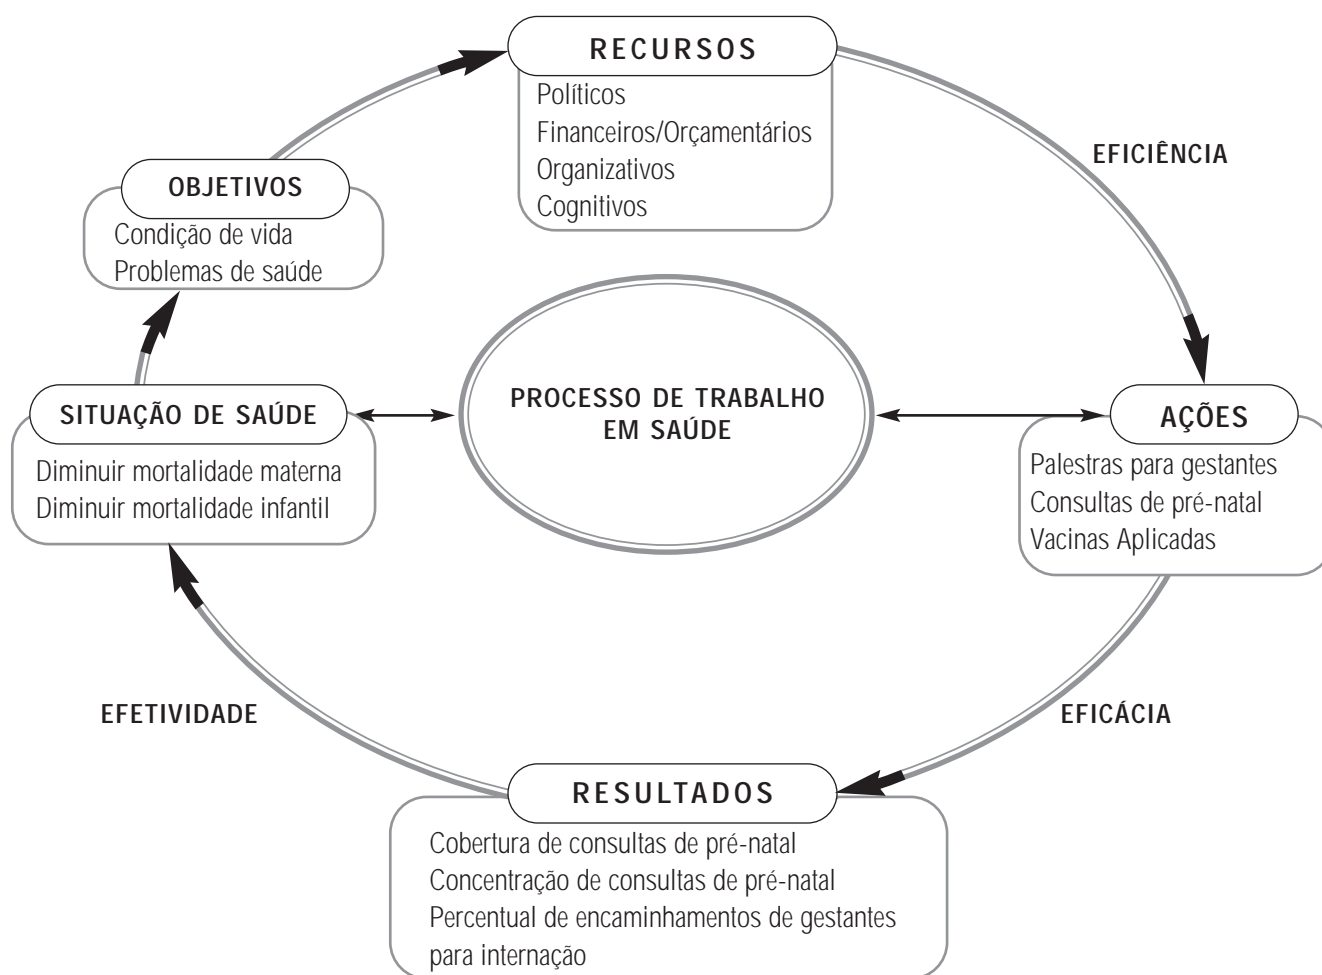 RECURSOS
Políticos
Financeiros/Orçamentários
Organizativos
Cognitivos
EFICIÊNCIA
OBJETIVOS
Condição de vida
Problemas de saúde
SITUAÇÃO DE SAÚDE
Diminuir mortalidade materna
Diminuir mortalidade infantil
PROCESSO DE TRABALHO
EM SAÚDE
AÇÕES
Palestras para gestantes
Consultas de pré-natal
Vacinas Aplicadas
EFETIVIDADE
EFICÁCIA
RESULTADOS
Cobertura de consultas de pré-natal
Concentração de consultas de pré-natal
Percentual de encaminhamentos de gestantes
para internação